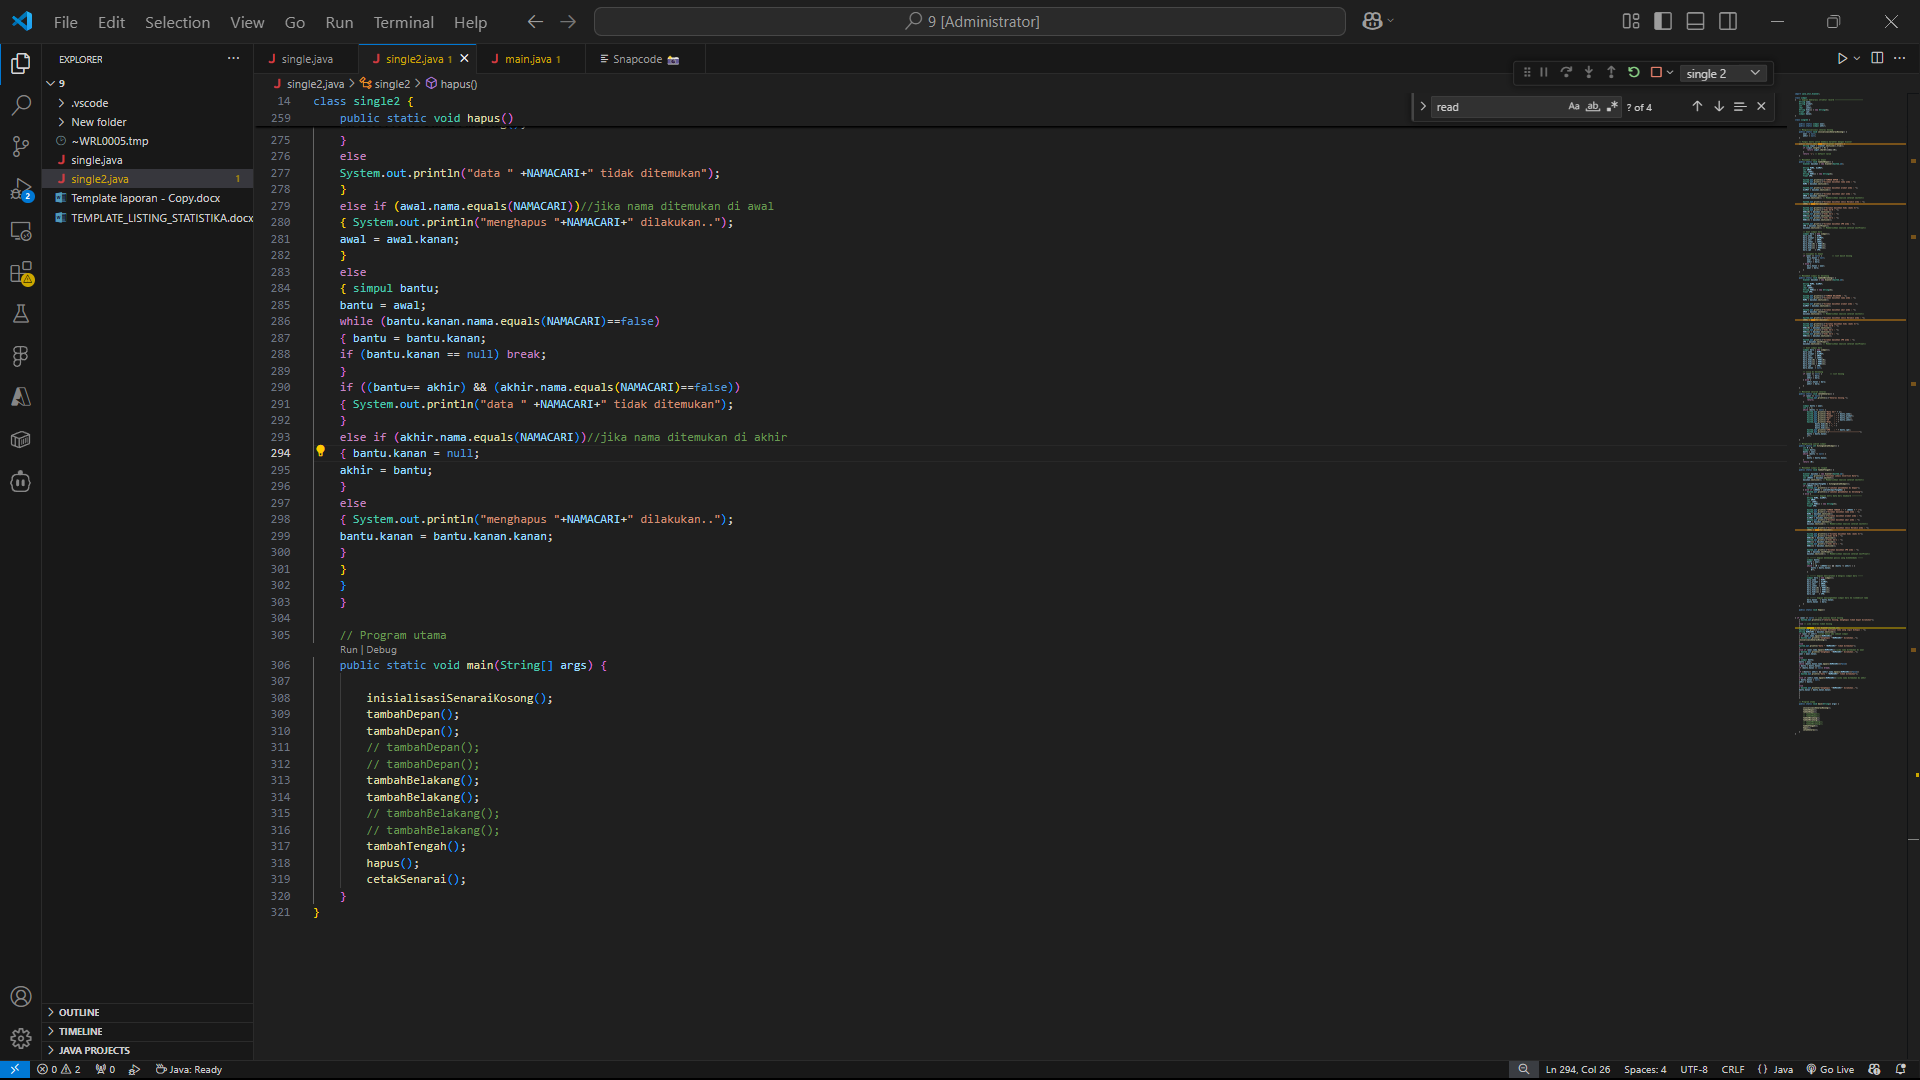 File Edit Selection View Go Run Terminal Help
9 [Administrator]
EXPLORER
single.java
single2.java 1
main.java 1
Snapcode
single 2
9
.vscode
New folder
~WRL0005.tmp
single.java
single2.java 1
Template laporan - Copy.docx
TEMPLATE_LISTING_STATISTIKA.docx
2
single2.java > single2 > hapus()
read Aa ab ? of 4
14 class single2 {
259 public static void hapus()
275 }
276 else
277 System.out.println("data " +NAMACARI+" tidak ditemukan");
278 }
279 else if (awal.nama.equals(NAMACARI))//jika nama ditemukan di awal
280 { System.out.println("menghapus "+NAMACARI+" dilakukan..");
281 awal = awal.kanan;
282 }
283 else
284 { simpul bantu;
285 bantu = awal;
286 while (bantu.kanan.nama.equals(NAMACARI)==false)
287 { bantu = bantu.kanan;
288 if (bantu.kanan == null) break;
289 }
290 if ((bantu== akhir) && (akhir.nama.equals(NAMACARI)==false))
291 { System.out.println("data " +NAMACARI+" tidak ditemukan");
292 }
293 else if (akhir.nama.equals(NAMACARI))//jika nama ditemukan di akhir
294 { bantu.kanan = null;
295 akhir = bantu;
296 }
297 else
298 { System.out.println("menghapus "+NAMACARI+" dilakukan..");
299 bantu.kanan = bantu.kanan.kanan;
300 }
301 }
302 }
303 }
304
305 // Program utama
Run | Debug
306 public static void main(String[] args) {
307
308 inisialisasiSenaraiKosong();
309 tambahDepan();
310 tambahDepan();
311 // tambahDepan();
312 // tambahDepan();
313 tambahBelakang();
314 tambahBelakang();
315 // tambahBelakang();
316 // tambahBelakang();
317 tambahTengah();
318 hapus();
319 cetakSenarai();
320 }
321 }
OUTLINE
TIMELINE
JAVA PROJECTS
0 2 0 Java: Ready
Ln 294, Col 26 Spaces: 4 UTF-8 CRLF {} Java Go Live